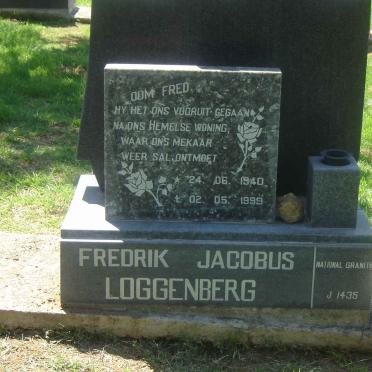 OOM FRED
HY HET ONS VOORUIT GEGAAN
NA ONS HEMELSE WONING,
WAAR ONS MEKAAR
WEER SAL ONTMOET
* 24. 06. 1940
† 02. 05. 1999
FREDRIK JACOBUS
LOGGENBERG
NATIONAL GRANITE
J 1435